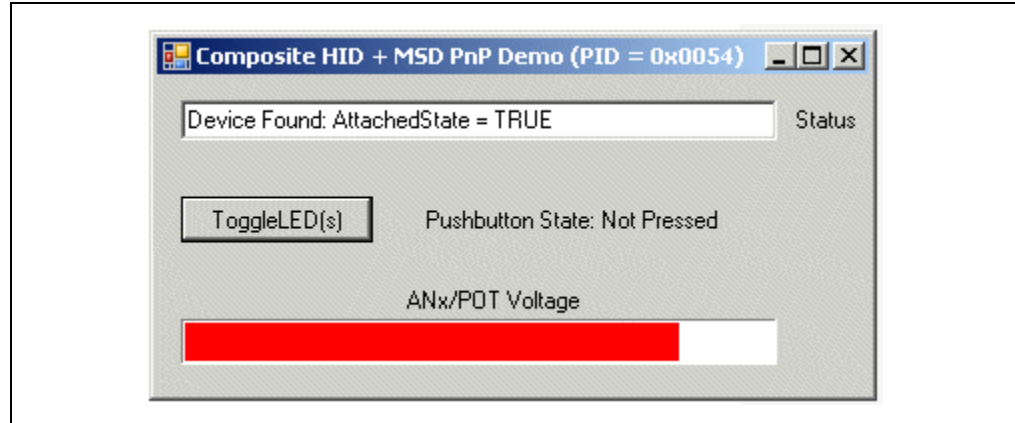 Composite HID + MSD PnP Demo (PID = 0x0054)
Device Found: AttachedState = TRUE
Status
ToggleLED(s)
Pushbutton State: Not Pressed
ANx/POT Voltage